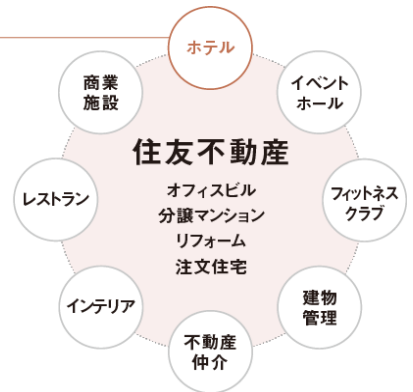 ホテル
商業
施設
イベント
ホール
住友不動産
オフィスビル
分譲マンション
リフォーム
注文住宅
レストラン
フィットネス
クラブ
インテリア
建物
管理
不動産
仲介